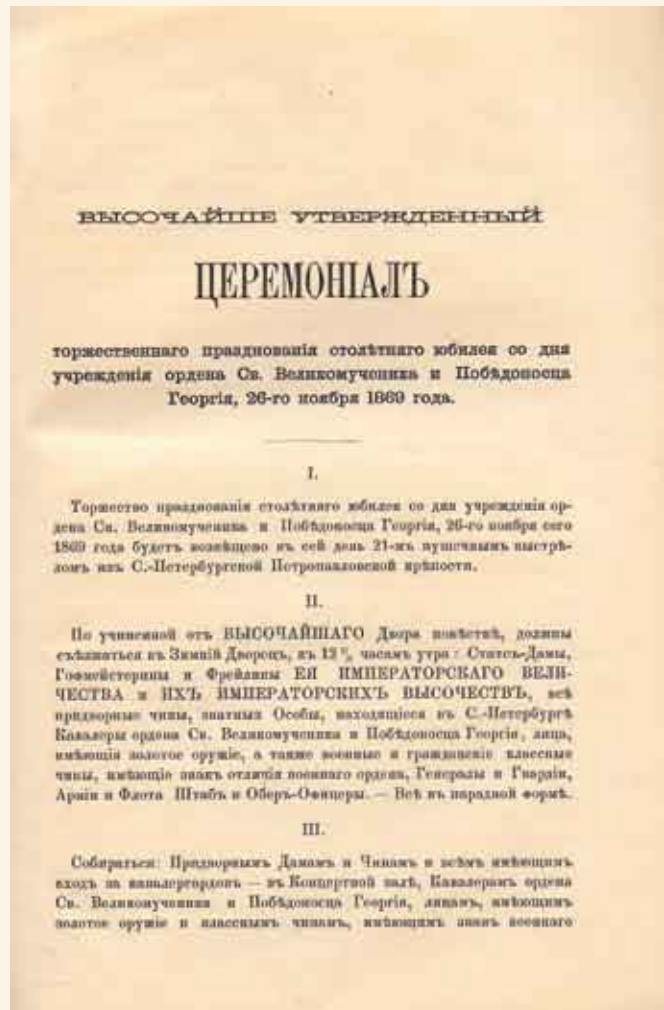 ВЫСОЧАЙШЕ УТВЕРЖДЕННЫЙ
ЦЕРЕМОНІАЛЪ
торжественнаго празднованія столѣтняго юбилея со дня
учрежденія ордена Св. Великомученика и Побѣдоносца
Георгія, 26-го ноября 1869 года.
I.
Торжество празднованія столѣтняго юбилея со дня учрежденія ор-
дена Св. Великомученика и Побѣдоносца Георгія, 26-го ноября сего
1869 года будетъ возвѣщено въ сей день 21-мъ пушечнымъ выстрѣ-
ломъ изъ С.-Петербургской Петропавловской крѣпости.
II.
По учиненной отъ ВЫСОЧАЙШАГО Двора повѣсткѣ, должны
съѣзжаться въ Зимній Дворецъ, къ часамъ утра: Статсъ-Дамы,
Гофмейстерины и Фрейлины ЕЯ ИМПЕРАТОРСКАГО ВЕЛИ-
ЧЕСТВА и ИХЪ ИМПЕРАТОРСКИХЪ ВЫСОЧЕСТВЪ, всѣ
придворные чины, знатныя Особы, находящіеся въ С.-Петербургѣ
Кавалеры ордена Св. Великомученика и Побѣдоносца Георгія, лица,
имѣющія золотое оружіе, а также военные и гражданскіе классные
чины, имѣющіе знакъ отличія военнаго ордена, Генералы и Гвардіи,
Арміи и Флота Штабъ и Оберъ-Офицеры. — Всѣ въ парадной формѣ.
III.
Собираться: Придворнымъ Дамамъ и Чинамъ и всѣмъ имѣющимъ
входъ за кавалергардовъ — въ Концертной залѣ, Кавалерамъ ордена
Св. Великомученика и Побѣдоносца Георгія, лицамъ, имѣющимъ
золотое оружіе и класснымъ чинамъ, имѣющимъ знакъ военнаго